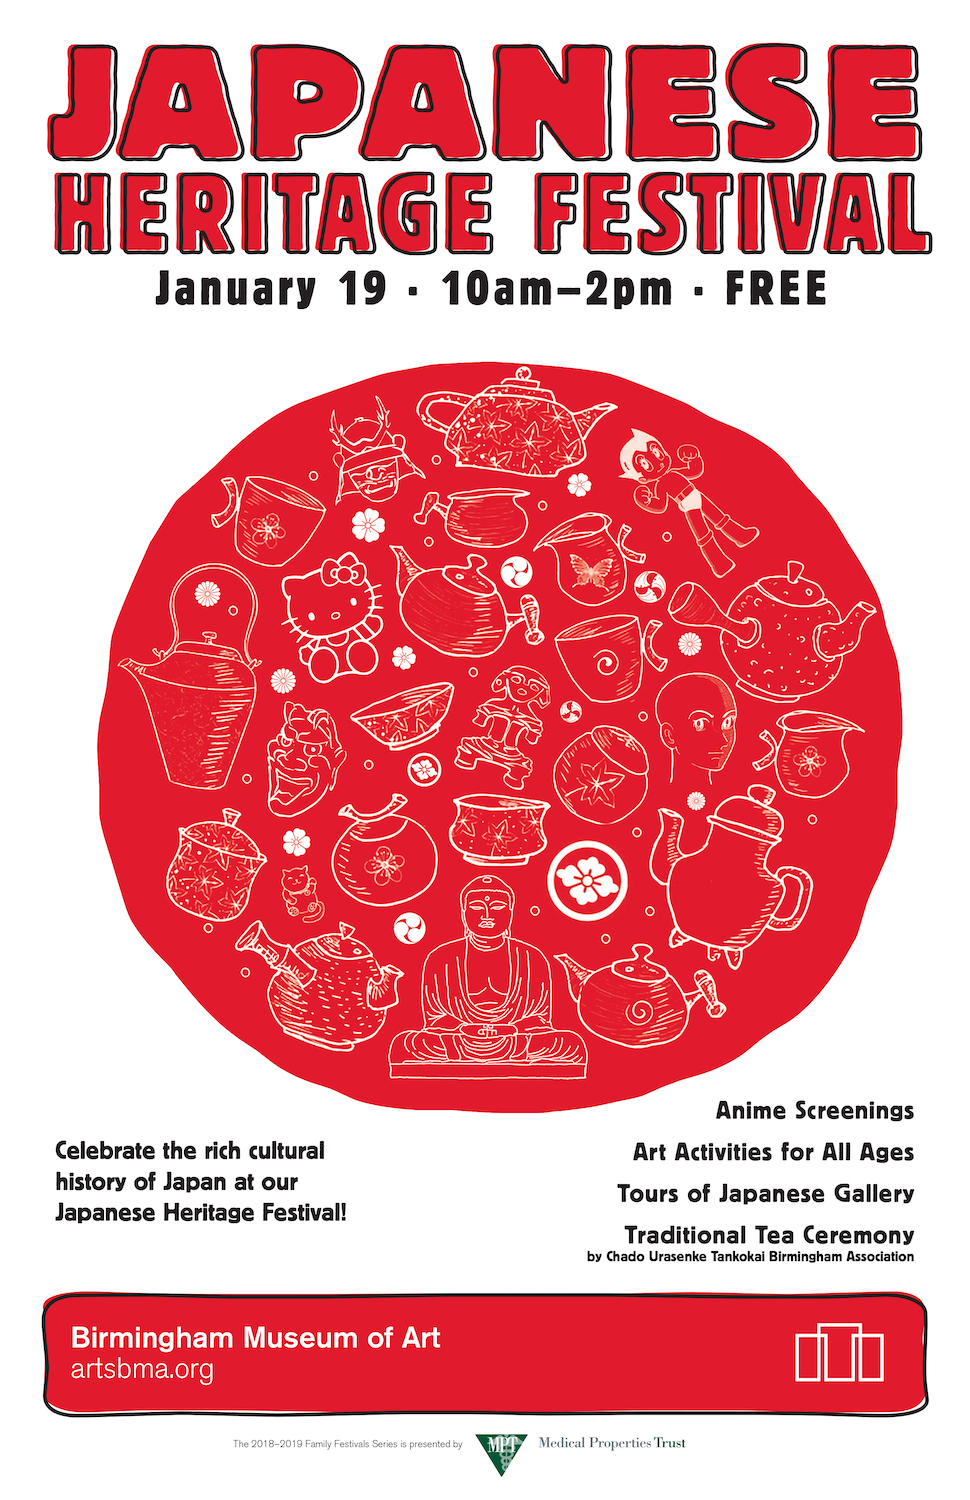 JAPANESE
HERITAGE FESTIVAL
January 19 · 10am–2pm · FREE
Anime Screenings
Art Activities for All Ages
Tours of Japanese Gallery
Traditional Tea Ceremony
by Chado Urasenke Tankokai Birmingham Association
Celebrate the rich cultural
history of Japan at our
Japanese Heritage Festival!
Birmingham Museum of Art
artsbma.org
The 2018–2019 Family Festivals Series is presented by
MPT
Medical Properties Trust